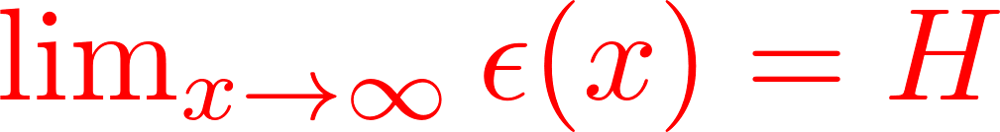 lim_{x→∞} ϵ(x) = H